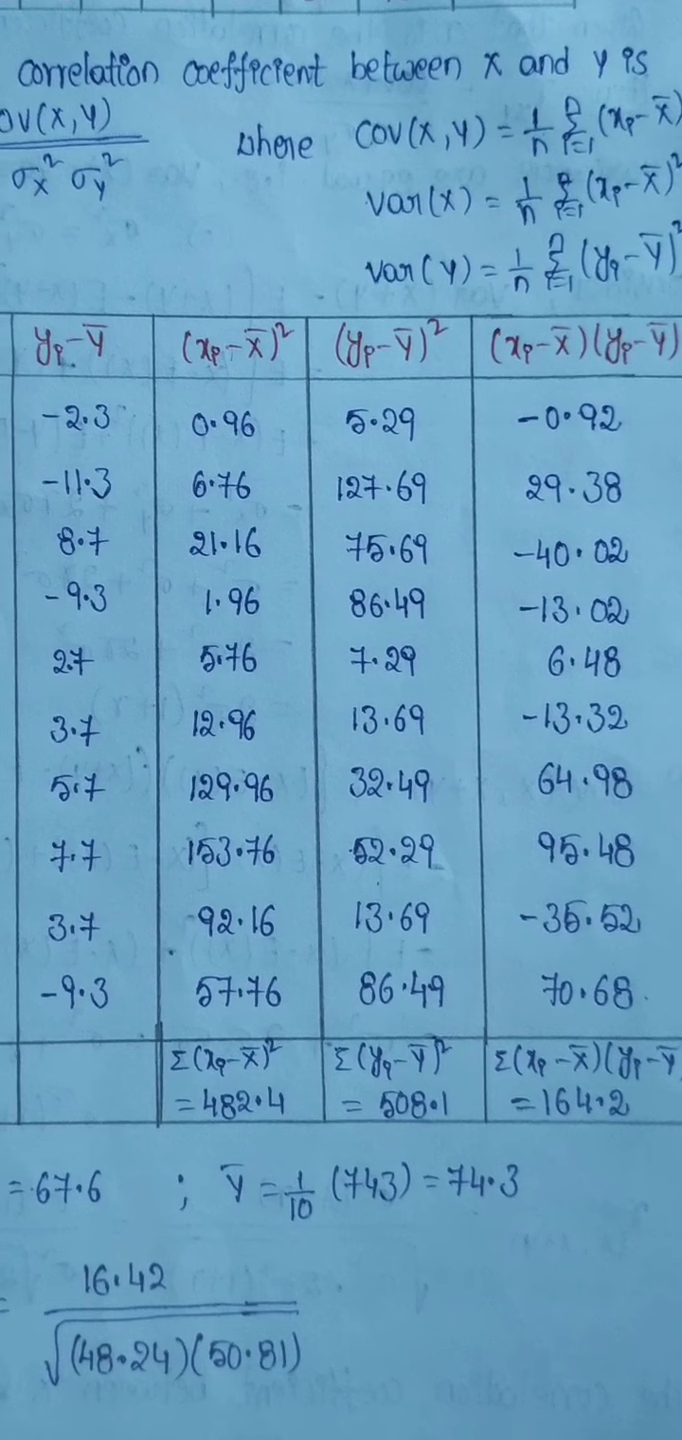 correlation coefficient between x and y is
OV(X,Y) where COV(X,Y) = 1/n Σ i=1 n (xi - x̄)
σx² σy²
var(X) = 1/n Σ i=1 n (xi - x̄)²
var(Y) = 1/n Σ i=1 n (yi - ȳ)²
yi - ȳ (xi - x̄)² (yi - ȳ)² (xi - x̄)(yi - ȳ)
-2.3 0.96 5.29 -0.92
-11.3 6.76 127.69 29.38
8.7 21.16 75.69 -40.02
-9.3 1.96 86.49 -13.02
2.7 5.76 7.29 6.48
3.7 12.96 13.69 -13.32
5.7 129.96 32.49 64.98
7.7 153.76 52.29 95.48
3.7 92.16 13.69 -35.52
-9.3 57.76 86.49 70.68
Σ(xi - x̄)² Σ(yi - ȳ)² Σ(xi - x̄)(yi - ȳ
= 482.4 = 508.1 = 164.2
= 67.6 ; ȳ = 1/10 (743) = 74.3
= 16.42
√(48.24)(50.81)